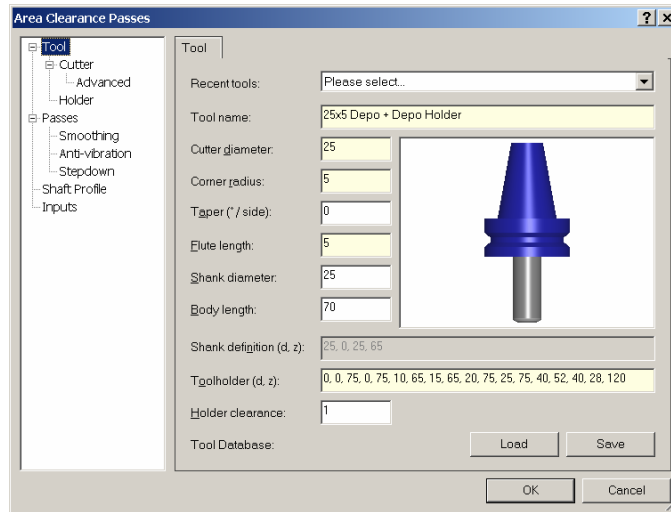 Area Clearance Passes
Tool
Cutter
Advanced
Holder
Passes
Smoothing
Anti-vibration
Stepdown
Shaft Profile
Inputs
Tool
Recent tools: Please select...
Tool name: 25x5 Depo + Depo Holder
Cutter diameter: 25
Corner radius: 5
Taper (°/ side): 0
Flute length: 5
Shank diameter: 25
Body length: 70
Shank definition (d, z): 25, 0, 25, 65
Toolholder (d, z): 0, 0, 75, 0, 75, 10, 65, 15, 65, 20, 75, 25, 75, 40, 52, 40, 28, 120
Holder clearance: 1
Tool Database: Load Save
OK Cancel